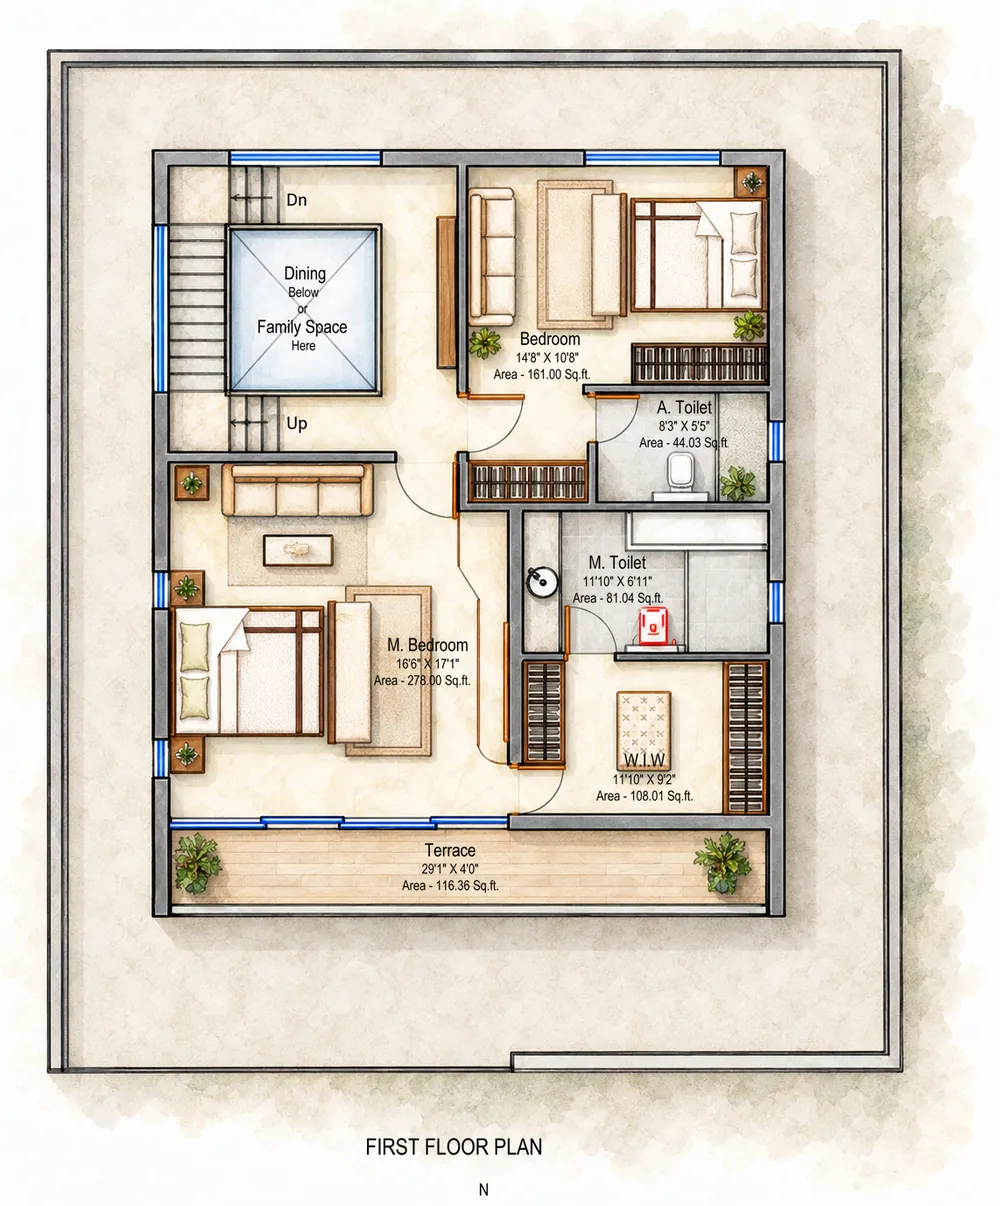 Dn
Dining
Below
or
Family Space
Here
Up
Bedroom
14'8" X 10'8"
Area - 161.00 Sq.ft.
A. Toilet
8'3" X 5'5"
Area - 44.03 Sq.ft.
M. Toilet
11'10" X 6'11"
Area - 81.04 Sq.ft.
M. Bedroom
16'6" X 17'1"
Area - 278.00 Sq.ft.
W.I.W
11'10" X 9'2"
Area - 108.01 Sq.ft.
Terrace
29'1" X 4'0"
Area - 116.36 Sq.ft.
FIRST FLOOR PLAN
N